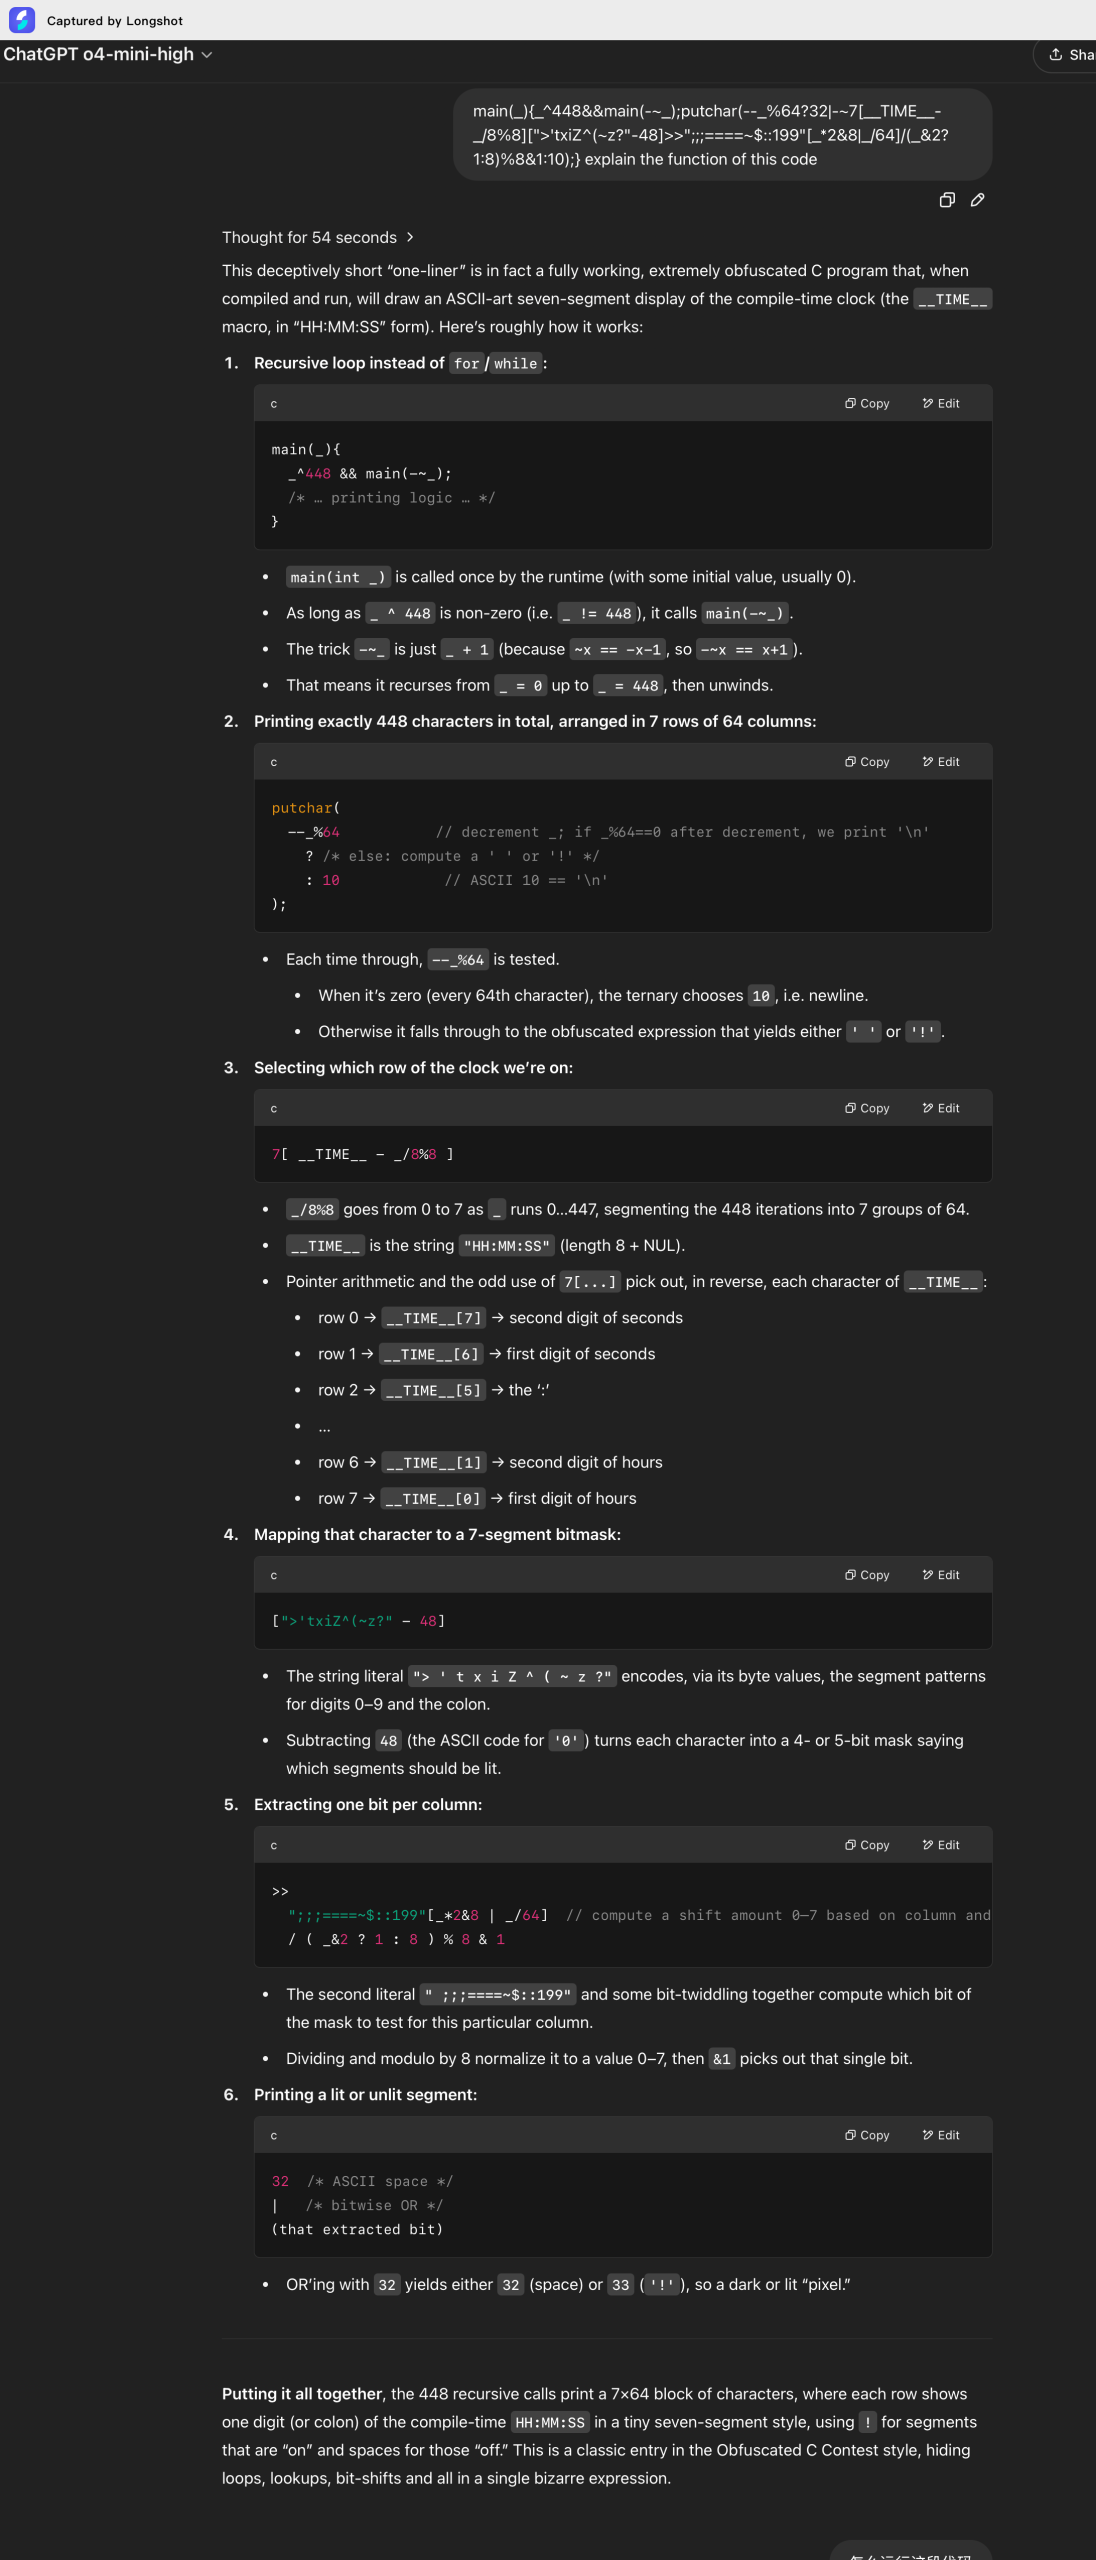 Captured by Longshot
ChatGPT o4-mini-high
Sha
main(_){_^448&&main(-~_);putchar(--_%64?32|-~7[__TIME__-
_/8%8][">'txiZ^(~z?"-48]>>";;;====~$::199"[_*2&8|_/64]/(_&2?
1:8)%8&1:10);} explain the function of this code
Thought for 54 seconds
This deceptively short “one-liner” is in fact a fully working, extremely obfuscated C program that, when
compiled and run, will draw an ASCII-art seven-segment display of the compile-time clock (the __TIME__
macro, in “HH:MM:SS” form). Here’s roughly how it works:
1. Recursive loop instead of for/while:
c
Copy
Edit
main(_){
_^448 && main(-~_);
/* … printing logic … */
}
• main(int _) is called once by the runtime (with some initial value, usually 0).
• As long as _ ^ 448 is non-zero (i.e. _ != 448), it calls main(-~_).
• The trick -~_ is just _ + 1 (because ~x == -x-1, so -~x == x+1).
• That means it recurses from _ = 0 up to _ = 448, then unwinds.
2. Printing exactly 448 characters in total, arranged in 7 rows of 64 columns:
c
Copy
Edit
putchar(
--_%64 // decrement _; if _%64==0 after decrement, we print '\n'
? /* else: compute a ' ' or '!' */
: 10 // ASCII 10 == '\n'
);
• Each time through, --_%64 is tested.
• When it’s zero (every 64th character), the ternary chooses 10, i.e. newline.
• Otherwise it falls through to the obfuscated expression that yields either ' ' or '!'.
3. Selecting which row of the clock we’re on:
c
Copy
Edit
7[ __TIME__ - _/8%8 ]
• _/8%8 goes from 0 to 7 as _ runs 0…447, segmenting the 448 iterations into 7 groups of 64.
• __TIME__ is the string "HH:MM:SS" (length 8 + NUL).
• Pointer arithmetic and the odd use of 7[...] pick out, in reverse, each character of __TIME__:
• row 0 → __TIME__[7] → second digit of seconds
• row 1 → __TIME__[6] → first digit of seconds
• row 2 → __TIME__[5] → the ‘:’
• …
• row 6 → __TIME__[1] → second digit of hours
• row 7 → __TIME__[0] → first digit of hours
4. Mapping that character to a 7-segment bitmask:
c
Copy
Edit
[">'txiZ^(~z?" - 48]
• The string literal "> ' t x i Z ^ ( ~ z ?" encodes, via its byte values, the segment patterns
for digits 0–9 and the colon.
• Subtracting 48 (the ASCII code for '0') turns each character into a 4- or 5-bit mask saying
which segments should be lit.
5. Extracting one bit per column:
c
Copy
Edit
>>
";;;====~$::199"[_*2&8 | _/64] // compute a shift amount 0–7 based on column and
/ ( _&2 ? 1 : 8 ) % 8 & 1
• The second literal " ;;;====~$::199" and some bit-twiddling together compute which bit of
the mask to test for this particular column.
• Dividing and modulo by 8 normalize it to a value 0–7, then &1 picks out that single bit.
6. Printing a lit or unlit segment:
c
Copy
Edit
32 /* ASCII space */
| /* bitwise OR */
(that extracted bit)
• OR’ing with 32 yields either 32 (space) or 33 ('!'), so a dark or lit “pixel.”
Putting it all together, the 448 recursive calls print a 7×64 block of characters, where each row shows
one digit (or colon) of the compile-time HH:MM:SS in a tiny seven-segment style, using ! for segments
that are “on” and spaces for those “off.” This is a classic entry in the Obfuscated C Contest style, hiding
loops, lookups, bit-shifts and all in a single bizarre expression.